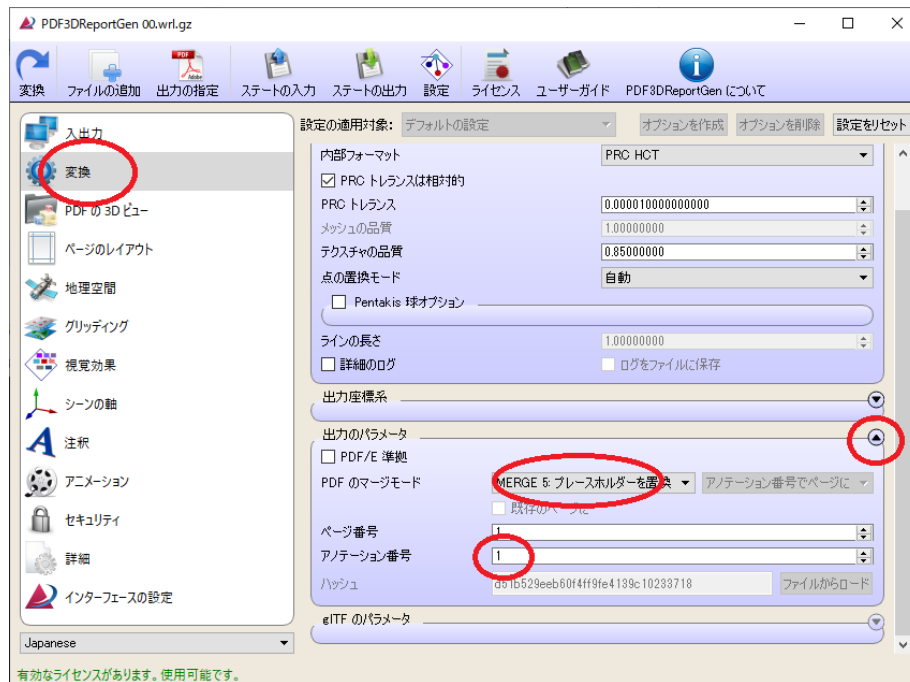 PDF3DReportGen 00.wrl.gz
変換 ファイルの追加 出力の指定 ステートの入力 ステートの出力 設定 ライセンス ユーザーガイド PDF3DReportGen について
入出力
変換
PDF の 3D ビュー
ページのレイアウト
地理空間
グリッディング
視覚効果
シーンの軸
注釈
アニメーション
セキュリティ
詳細
インターフェースの設定
Japanese
有効なライセンスがあります。使用可能です。
設定の適用対象: デフォルトの設定 オプションを作成 オプションを削除 設定をリセット
内部フォーマット PRC HCT
PRC トレランスは相対的
PRC トレランス 0.000010000000000
メッシュの品質 1.00000000
テクスチャの品質 0.85000000
点の置換モード 自動
Pentakis 球オプション
ラインの長さ 1.00000000
詳細のログ ログをファイルに保存
出力座標系
出力のパラメータ
PDF/E 準拠
PDF のマージモード MERGE 5: プレースホルダーを置換 アノテーション番号でページに
既存のページに
ページ番号 1
アノテーション番号 1
ハッシュ d51b529eeb60f4ff9fe4139c10233718 ファイルからロード
glTF のパラメータ